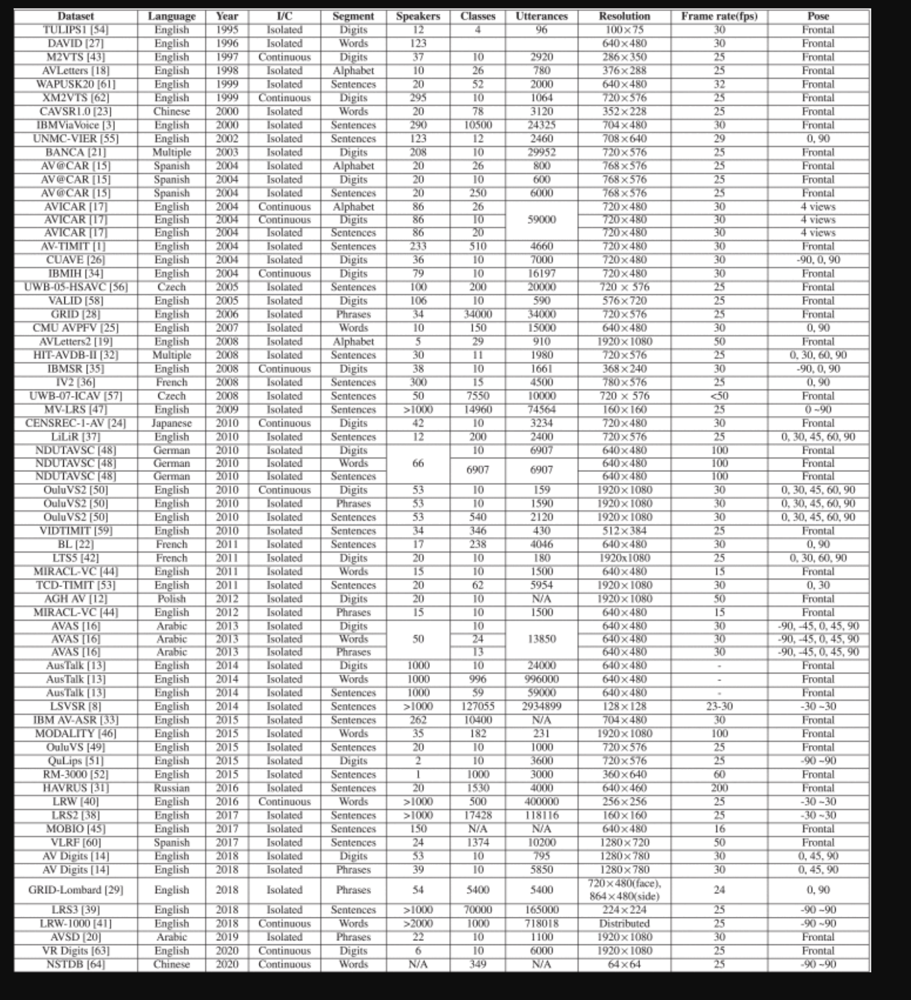 Dataset Language Year I/C Segment Speakers Classes Utterances Resolution Frame rate(fps) Pose
TULIPS1 [54] English 1995 Isolated Digits 12 4 96 100×75 30 Frontal
DAVID [27] English 1996 Isolated Words 123 640×480 30 Frontal
M2VTS [43] English 1997 Continuous Digits 37 10 2920 286×350 25 Frontal
AVLetters [18] English 1998 Isolated Alphabet 10 26 780 376×288 25 Frontal
WAPUSK20 [61] English 1999 Isolated Sentences 20 52 2000 640×480 32 Frontal
XM2VTS [62] English 1999 Continuous Digits 295 10 1064 720×576 25 Frontal
CAVSR1.0 [23] Chinese 2000 Isolated Words 20 78 3120 352×228 25 Frontal
IBMViaVoice [3] English 2000 Isolated Sentences 290 10500 24325 704×480 30 Frontal
UNMC-VIER [55] English 2002 Isolated Sentences 123 12 2460 708×640 29 0, 90
BANCA [21] Multiple 2003 Isolated Digits 208 10 29952 720×576 25 Frontal
AV@CAR [15] Spanish 2004 Isolated Alphabet 20 26 800 768×576 25 Frontal
AV@CAR [15] Spanish 2004 Isolated Digits 20 10 600 768×576 25 Frontal
AV@CAR [15] Spanish 2004 Isolated Sentences 20 250 6000 768×576 25 Frontal
AVICAR [17] English 2004 Continuous Alphabet 86 26 720×480 30 4 views
AVICAR [17] English 2004 Continuous Digits 86 10 59000 720×480 30 4 views
AVICAR [17] English 2004 Isolated Sentences 86 20 720×480 30 4 views
AV-TIMIT [1] English 2004 Isolated Sentences 233 510 4660 720×480 30 Frontal
CUAVE [26] English 2004 Isolated Digits 36 10 7000 720×480 30 -90, 0, 90
IBMIH [34] English 2004 Continuous Digits 79 10 16197 720×480 30 Frontal
UWB-05-HSAVC [56] Czech 2005 Isolated Sentences 100 200 20000 720 × 576 25 Frontal
VALID [58] English 2005 Isolated Digits 106 10 590 576×720 25 Frontal
GRID [28] English 2006 Isolated Phrases 34 34000 34000 720×576 25 Frontal
CMU AVPFV [25] English 2007 Isolated Words 10 150 15000 640×480 30 0, 90
AVLetters2 [19] English 2008 Isolated Alphabet 5 29 910 1920×1080 50 Frontal
HIT-AVDB-II [32] Multiple 2008 Isolated Sentences 30 11 1980 720×576 25 0, 30, 60, 90
IBMSR [35] English 2008 Continuous Digits 38 10 1661 368×240 30 -90, 0, 90
IV2 [36] French 2008 Isolated Sentences 300 15 4500 780×576 25 0, 90
UWB-07-ICAV [57] Czech 2008 Isolated Sentences 50 7550 10000 720 × 576 <50 Frontal
MV-LRS [47] English 2009 Isolated Sentences >1000 14960 74564 160×160 25 0 ~90
CENSREC-1-AV [24] Japanese 2010 Continuous Digits 42 10 3234 720×480 30 Frontal
LiLiR [37] English 2010 Isolated Sentences 12 200 2400 720×576 25 0, 30, 45, 60, 90
NDUTAVSC [48] German 2010 Isolated Digits 10 6907 640×480 100 Frontal
NDUTAVSC [48] German 2010 Isolated Words 66 6907 6907 640×480 100 Frontal
NDUTAVSC [48] German 2010 Isolated Sentences 640×480 100 Frontal
OuluVS2 [50] English 2010 Continuous Digits 53 10 159 1920×1080 30 0, 30, 45, 60, 90
OuluVS2 [50] English 2010 Isolated Phrases 53 10 1590 1920×1080 30 0, 30, 45, 60, 90
OuluVS2 [50] English 2010 Isolated Sentences 53 540 2120 1920×1080 30 0, 30, 45, 60, 90
VIDTIMIT [59] English 2010 Isolated Sentences 34 346 430 512×384 25 Frontal
BL [22] French 2011 Isolated Sentences 17 238 4046 640×480 30 0, 90
LTS5 [42] French 2011 Isolated Digits 20 10 180 1920x1080 25 0, 30, 60, 90
MIRACL-VC [44] English 2011 Isolated Words 15 10 1500 640×480 15 Frontal
TCD-TIMIT [53] English 2011 Isolated Sentences 20 62 5954 1920×1080 30 0, 30
AGH AV [12] Polish 2012 Isolated Digits 20 10 N/A 1920×1080 50 Frontal
MIRACL-VC [44] English 2012 Isolated Phrases 15 10 1500 640×480 15 Frontal
AVAS [16] Arabic 2013 Isolated Digits 10 640×480 30 -90, -45, 0, 45, 90
AVAS [16] Arabic 2013 Isolated Words 50 24 13850 640×480 30 -90, -45, 0, 45, 90
AVAS [16] Arabic 2013 Isolated Phrases 13 640×480 30 -90, -45, 0, 45, 90
AusTalk [13] English 2014 Isolated Digits 1000 10 24000 640×480 - Frontal
AusTalk [13] English 2014 Isolated Words 1000 996 996000 640×480 - Frontal
AusTalk [13] English 2014 Isolated Sentences 1000 59 59000 640×480 - Frontal
LSVSR [8] English 2014 Isolated Sentences >1000 127055 2934899 128×128 23-30 -30 ~30
IBM AV-ASR [33] English 2015 Isolated Sentences 262 10400 N/A 704×480 30 Frontal
MODALITY [46] English 2015 Isolated Words 35 182 231 1920×1080 100 Frontal
OuluVS [49] English 2015 Isolated Sentences 20 10 1000 720×576 25 Frontal
QuLips [51] English 2015 Isolated Digits 2 10 3600 720×576 25 -90 ~90
RM-3000 [52] English 2015 Isolated Sentences 1 1000 3000 360×640 60 Frontal
HAVRUS [31] Russian 2016 Isolated Sentences 20 1530 4000 640×460 200 Frontal
LRW [40] English 2016 Continuous Words >1000 500 400000 256×256 25 -30 ~30
LRS2 [38] English 2017 Isolated Sentences >1000 17428 118116 160×160 25 -30 ~30
MOBIO [45] English 2017 Isolated Sentences 150 N/A N/A 640×480 16 Frontal
VLRF [60] Spanish 2017 Isolated Sentences 24 1374 10200 1280×720 50 Frontal
AV Digits [14] English 2018 Isolated Digits 53 10 795 1280×780 30 0, 45, 90
AV Digits [14] English 2018 Isolated Phrases 39 10 5850 1280×780 30 0, 45, 90
GRID-Lombard [29] English 2018 Isolated Phrases 54 5400 5400 720×480(face), 24 0, 90
864×480(side)
LRS3 [39] English 2018 Isolated Sentences >1000 70000 165000 224×224 25 -90 ~90
LRW-1000 [41] English 2018 Continuous Words >2000 1000 718018 Distributed 25 -90 ~90
AVSD [20] Arabic 2019 Isolated Phrases 22 10 1100 1920×1080 30 Frontal
VR Digits [63] English 2020 Continuous Digits 6 10 6000 1920×1080 25 Frontal
NSTDB [64] Chinese 2020 Continuous Words N/A 349 N/A 64×64 25 -90 ~90